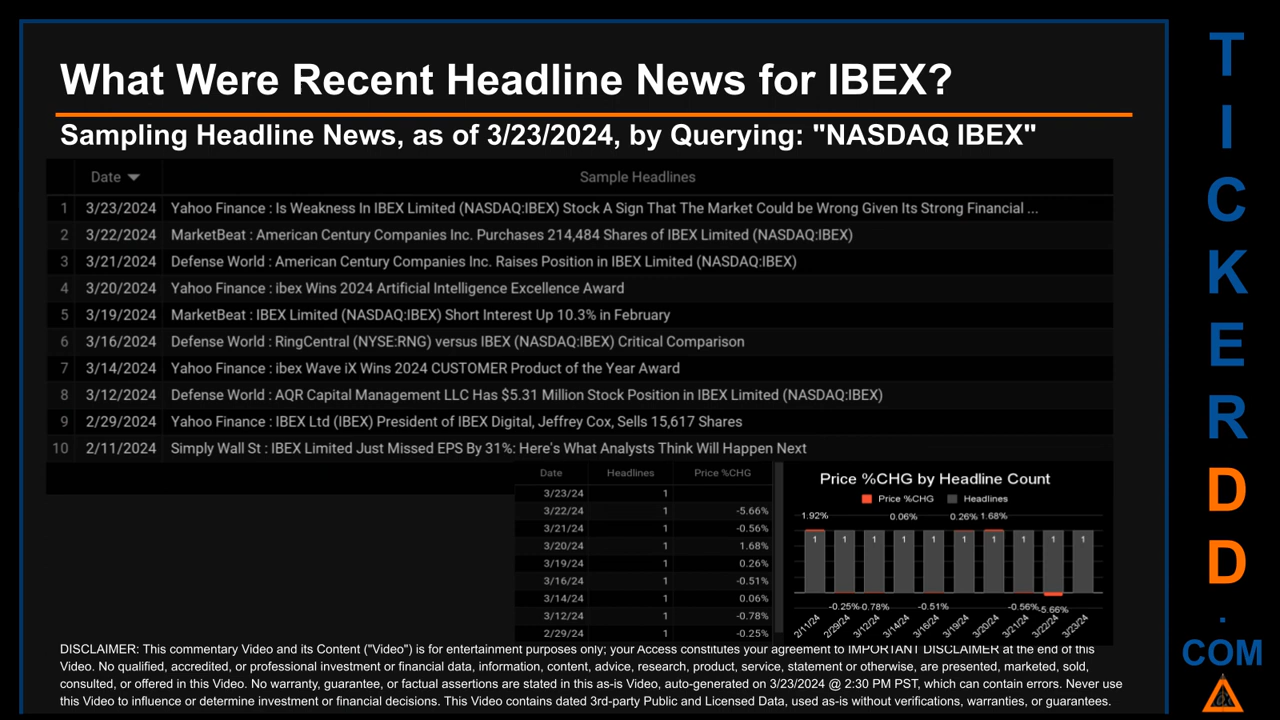 What Were Recent Headline News for IBEX?
Sampling Headline News, as of 3/23/2024, by Querying: "NASDAQ IBEX"
Date Sample Headlines
1 3/23/2024 Yahoo Finance : Is Weakness In IBEX Limited (NASDAQ:IBEX) Stock A Sign That The Market Could be Wrong Given Its Strong Financial ...
2 3/22/2024 MarketBeat : American Century Companies Inc. Purchases 214,484 Shares of IBEX Limited (NASDAQ:IBEX)
3 3/21/2024 Defense World : American Century Companies Inc. Raises Position in IBEX Limited (NASDAQ:IBEX)
4 3/20/2024 Yahoo Finance : ibex Wins 2024 Artificial Intelligence Excellence Award
5 3/19/2024 MarketBeat : IBEX Limited (NASDAQ:IBEX) Short Interest Up 10.3% in February
6 3/16/2024 Defense World : RingCentral (NYSE:RNG) versus IBEX (NASDAQ:IBEX) Critical Comparison
7 3/14/2024 Yahoo Finance : ibex Wave iX Wins 2024 CUSTOMER Product of the Year Award
8 3/12/2024 Defense World : AQR Capital Management LLC Has $5.31 Million Stock Position in IBEX Limited (NASDAQ:IBEX)
9 2/29/2024 Yahoo Finance : IBEX Ltd (IBEX) President of IBEX Digital, Jeffrey Cox, Sells 15,617 Shares
10 2/11/2024 Simply Wall St : IBEX Limited Just Missed EPS By 31%: Here's What Analysts Think Will Happen Next
Date Headlines Price %CHG
3/23/24 1
3/22/24 1 -5.66%
3/21/24 1 -0.56%
3/20/24 1 1.68%
3/19/24 1 0.26%
3/16/24 1 -0.51%
3/14/24 1 0.06%
3/12/24 1 -0.78%
2/29/24 1 -0.25%
Price %CHG by Headline Count
Price %CHG Headlines
1.92% 0.06% 0.26% 1.68%
1 1 1 1 1 1 1 1 1 1
-0.25% -0.78% -0.51% -0.56% -5.66%
2/11/24 2/29/24 3/12/24 3/14/24 3/16/24 3/19/24 3/20/24 3/21/24 3/22/24 3/23/24
DISCLAIMER: This commentary Video and its Content ("Video") is for entertainment purposes only; your Access constitutes your agreement to IMPORTANT DISCLAIMER at the end of this
Video. No qualified, accredited, or professional investment or financial data, information, content, advice, research, product, service, statement or otherwise, are presented, marketed, sold,
consulted, or offered in this Video. No warranty, guarantee, or factual assertions are stated in this as-is Video, auto-generated on 3/23/2024 @ 2:30 PM PST, which can contain errors. Never use
this Video to influence or determine investment or financial decisions. This Video contains dated 3rd-party Public and Licensed Data, used as-is without verifications, warranties, or guarantees.
T
I
C
K
E
R
D
D
.
COM